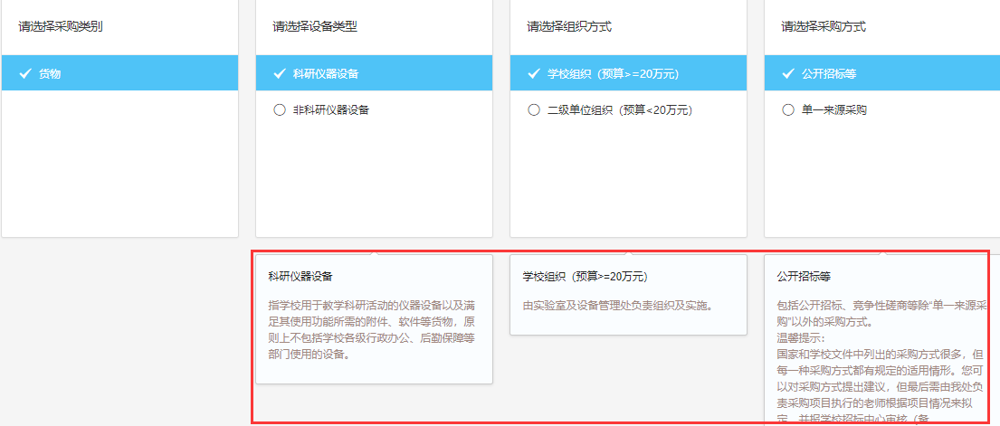 请选择采购类别
货物
请选择设备类型
科研仪器设备
非科研仪器设备
请选择组织方式
学校组织（预算>=20万元）
二级单位组织（预算<20万元）
请选择采购方式
公开招标等
单一来源采购
科研仪器设备
指学校用于教学科研活动的仪器设备以及满
足其使用功能所需的附件、软件等货物，原
则上不包括学校各级行政办公、后勤保障等
部门使用的设备。
学校组织（预算>=20万元）
由实验室及设备管理处负责组织及实施。
公开招标等
包括公开招标、竞争性磋商等除“单一来源采
购”以外的采购方式。
温馨提示：
国家和学校文件中列出的采购方式很多，但
每一种采购方式都有规定的适用情形。您可
以对采购方式提出建议，但最后需由我处负
责采购项目执行的老师根据项目情况来拟
定，并报学校招标中心审核（备